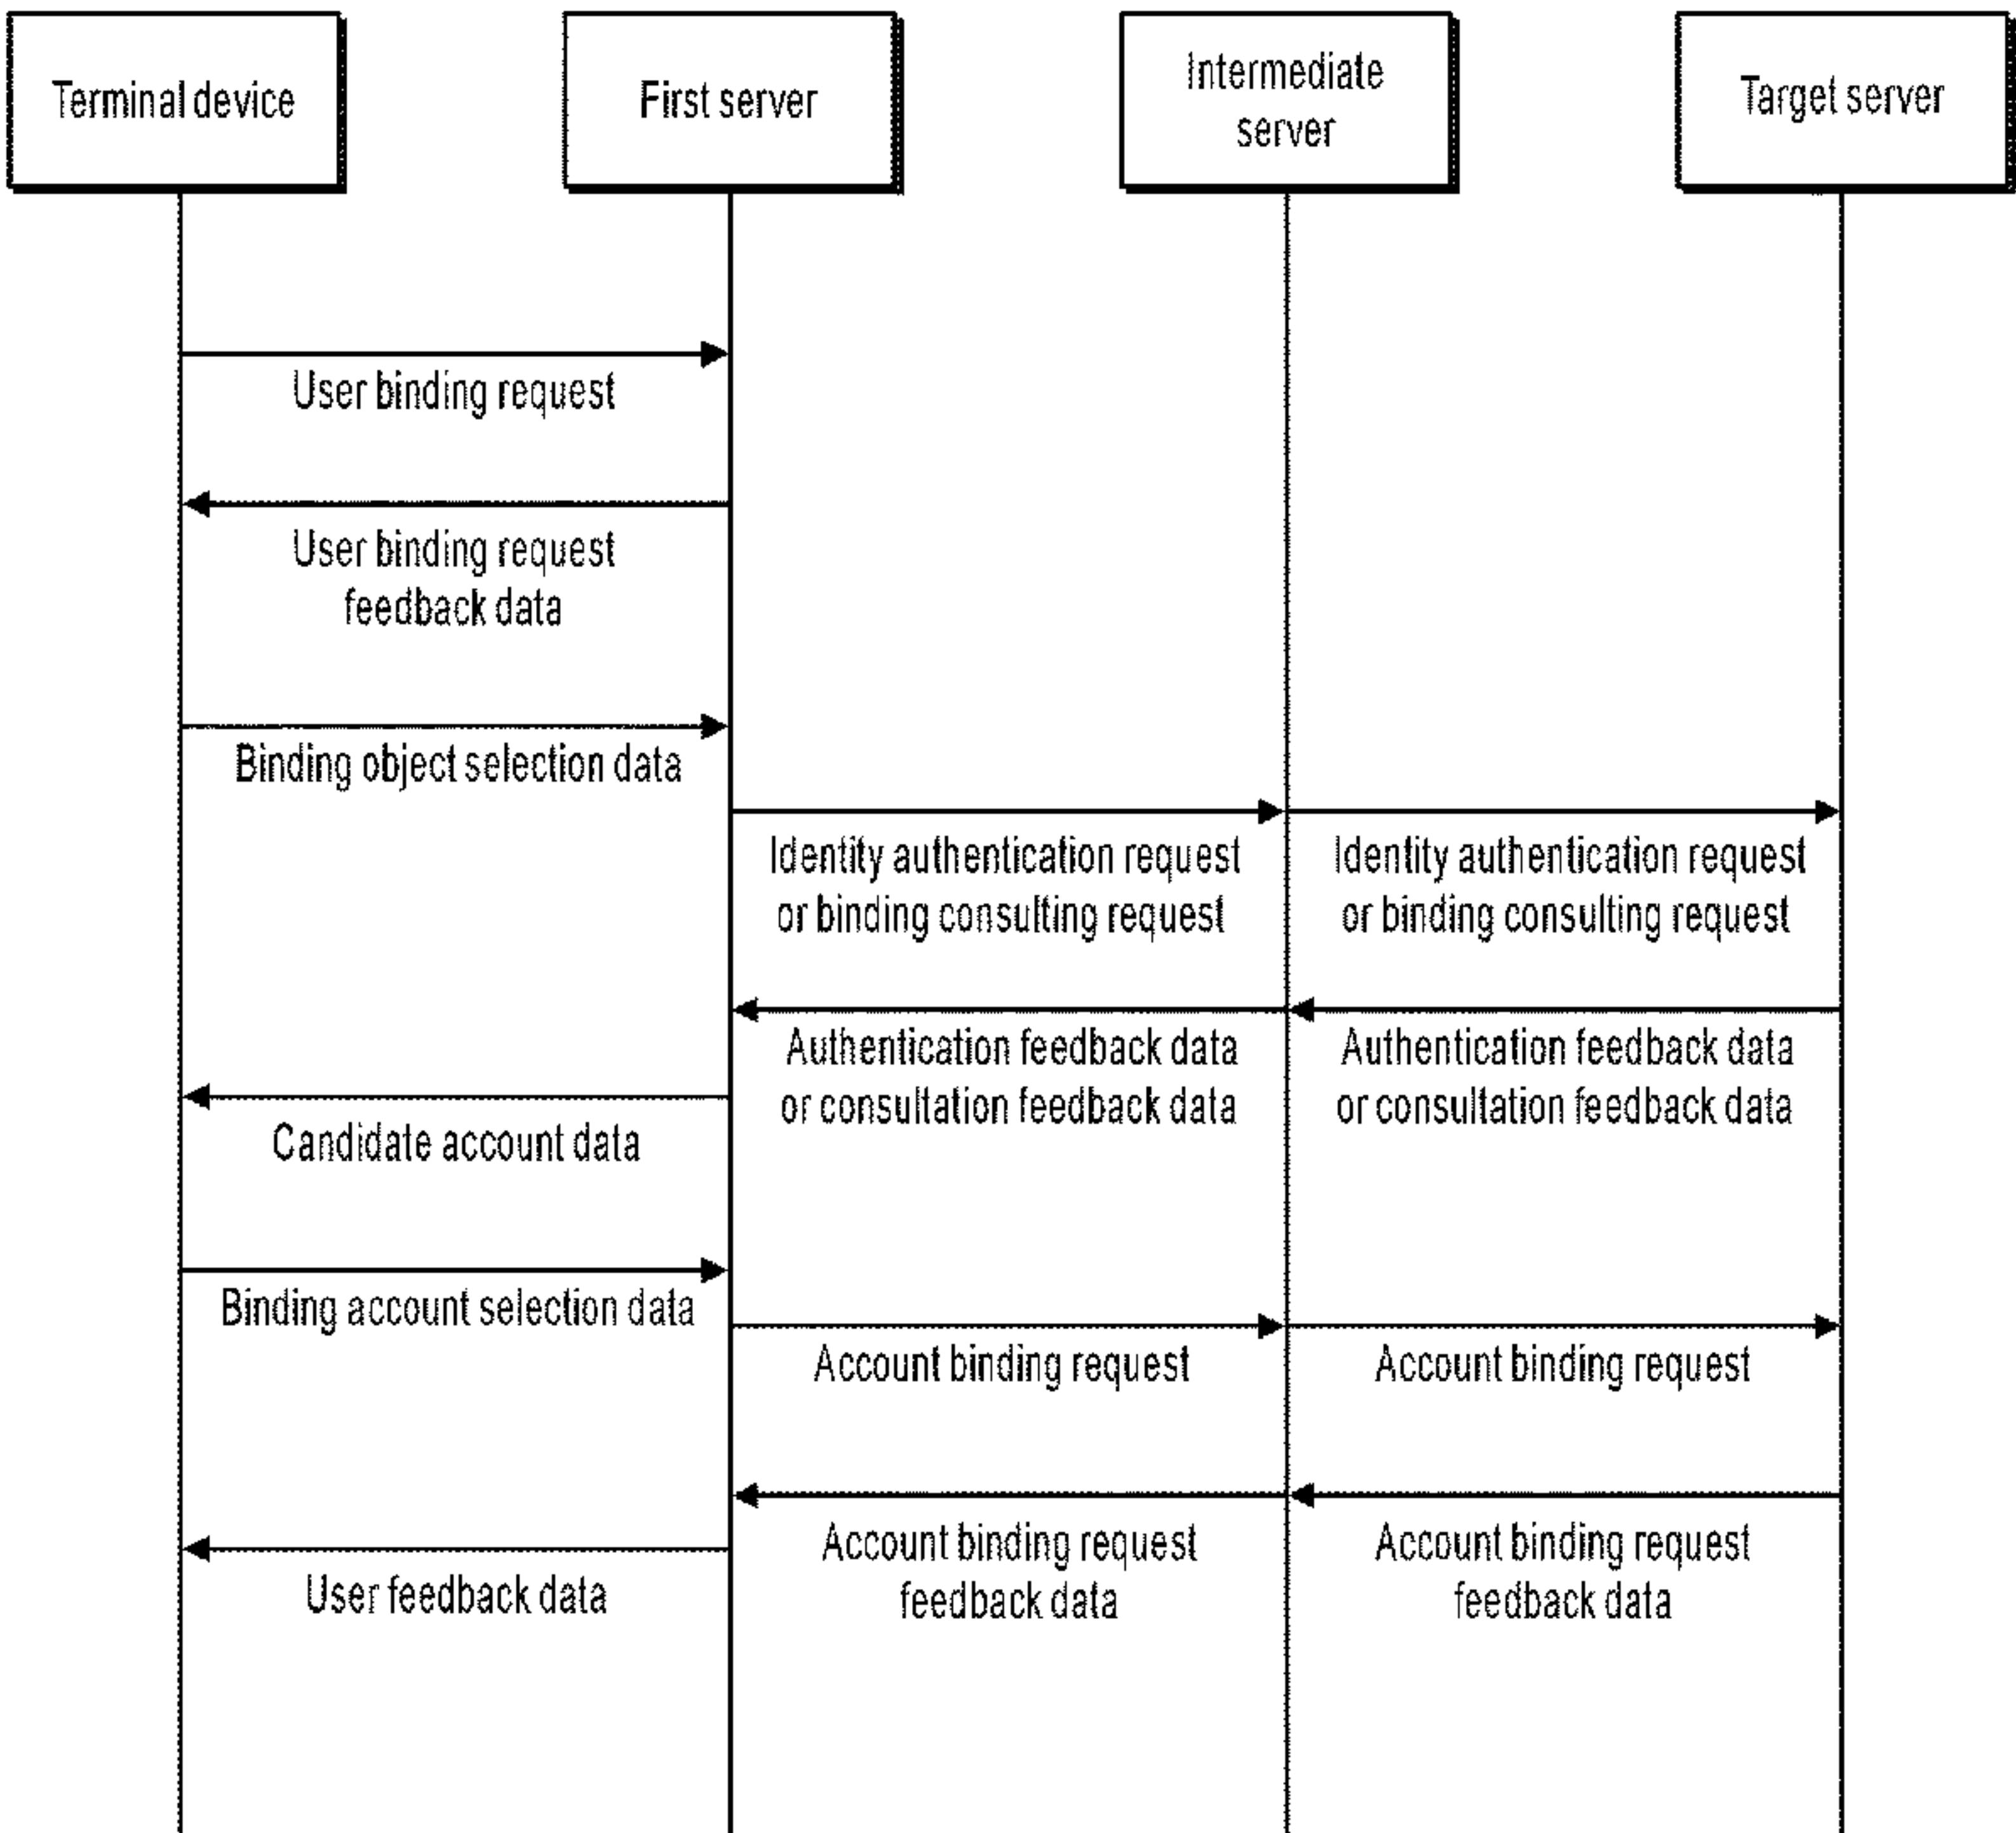 Terminal device
First server
Intermediate
server
Target server
User binding request
User binding request
feedback data
Binding object selection data
Identity authentication request
or binding consulting request
Identity authentication request
or binding consulting request
Authentication feedback data
or consultation feedback data
Authentication feedback data
or consultation feedback data
Candidate account data
Binding account selection data
Account binding request
Account binding request
Account binding request
feedback data
Account binding request
feedback data
User feedback data